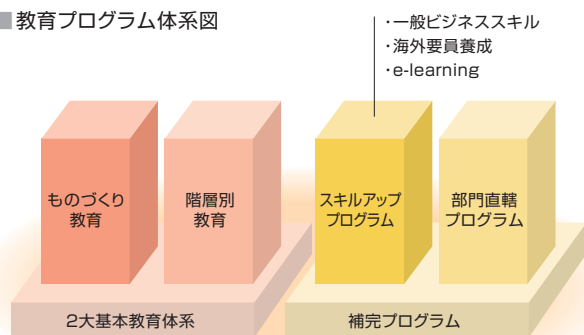 ■教育プログラム体系図
・一般ビジネススキル
・海外要員養成
・e-learning
ものづくり
教育
階層別
教育
スキルアップ
プログラム
部門直轄
プログラム
2大基本教育体系
補完プログラム